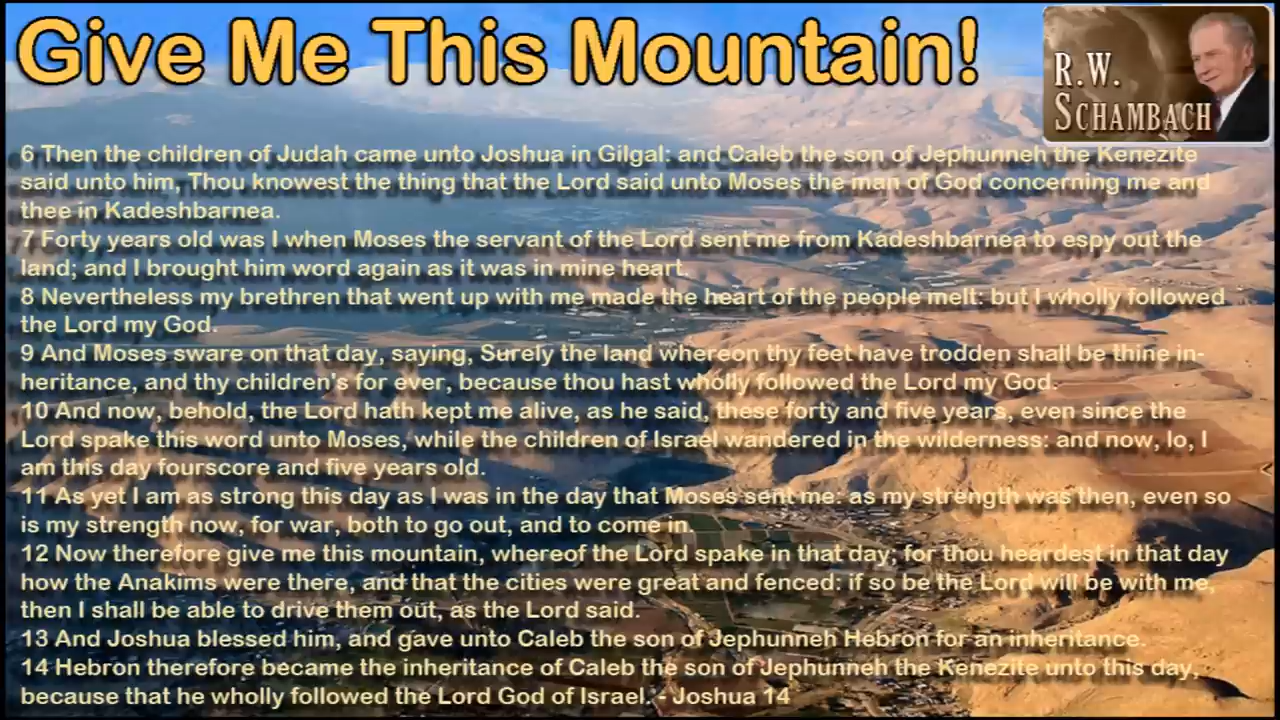 Give Me This Mountain!
R.W.
SCHAMBACH
6 Then the children of Judah came unto Joshua in Gilgal: and Caleb the son of Jephunneh the Kenezite
said unto him, Thou knowest the thing that the Lord said unto Moses the man of God concerning me and
thee in Kadeshbarnea.
7 Forty years old was I when Moses the servant of the Lord sent me from Kadeshbarnea to espy out the
land; and I brought him word again as it was in mine heart.
8 Nevertheless my brethren that went up with me made the heart of the people melt: but I wholly followed
the Lord my God.
9 And Moses sware on that day, saying, Surely the land whereon thy feet have trodden shall be thine in-
heritance, and thy children's for ever, because thou hast wholly followed the Lord my God.
10 And now, behold, the Lord hath kept me alive, as he said, these forty and five years, even since the
Lord spake this word unto Moses, while the children of Israel wandered in the wilderness: and now, lo, I
am this day fourscore and five years old.
11 As yet I am as strong this day as I was in the day that Moses sent me: as my strength was then, even so
is my strength now, for war, both to go out, and to come in.
12 Now therefore give me this mountain, whereof the Lord spake in that day; for thou heardest in that day
how the Anakims were there, and that the cities were great and fenced: if so be the Lord will be with me,
then I shall be able to drive them out, as the Lord said.
13 And Joshua blessed him, and gave unto Caleb the son of Jephunneh Hebron for an inheritance.
14 Hebron therefore became the inheritance of Caleb the son of Jephunneh the Kenezite unto this day,
because that he wholly followed the Lord God of Israel. - Joshua 14